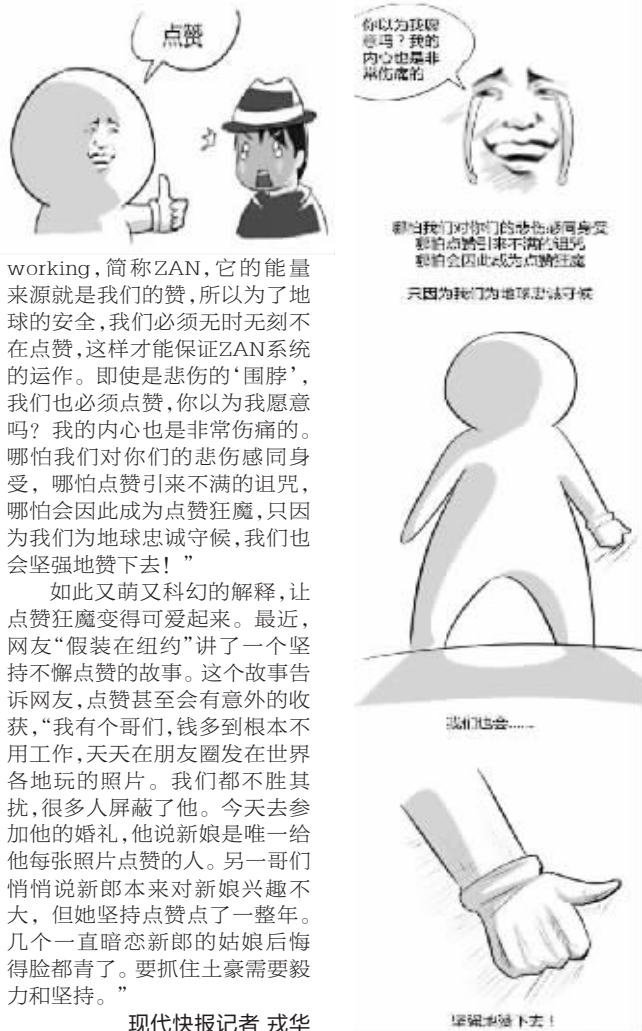 点赞
working,简称ZAN,它的能量
来源就是我们的赞,所以为了地
球的安全,我们必须无时无刻不
在点赞,这样才能保证ZAN系统
的运作。即使是悲伤的‘围脖’,
我们也必须点赞,你以为我愿意
吗?我的内心也是非常伤痛的。
哪怕我们对你们的悲伤感同身
受,哪怕点赞引来不满的诅咒,
哪怕会因此成为点赞狂魔,只因
为我们为地球忠诚守候,我们也
会坚强地赞下去!”
如此又萌又科幻的解释,让
点赞狂魔变得可爱起来。最近,
网友“假装在纽约”讲了一个坚
持不懈点赞的故事。这个故事告
诉网友,点赞甚至会有意外的收
获,“我有个哥们,钱多到根本不
用工作,天天在朋友圈发在世界
各地玩的照片。我们都不胜其
扰,很多人屏蔽了他。今天去参
加他的婚礼,他说新娘是唯一给
他每张照片点赞的人。另一哥们
悄悄说新郎本来对新娘兴趣不
大,但她坚持点赞点了一整年。
几个一直暗恋新郎的姑娘后悔
得脸都青了。要抓住土豪需要毅
力和坚持。”
现代快报记者 戎华
你以为我愿
意吗?我的
内心也是非
常伤痛的
哪怕我们对你们的悲伤感同身受
哪怕点赞引来不满的诅咒
哪怕会因此成为点赞狂魔
只因为我们为地球忠诚守候
我们也会……
坚强地赞下去!